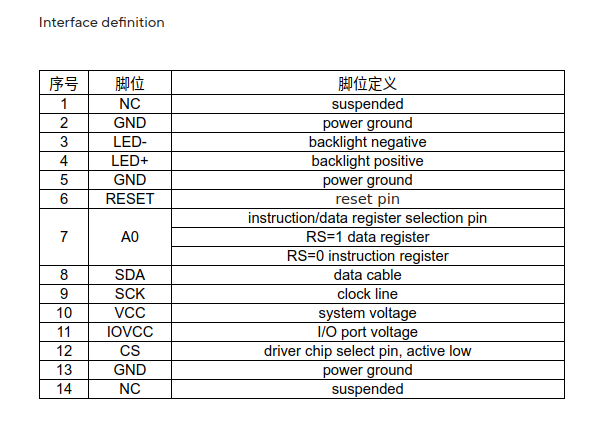 Interface definition
序号 脚位 脚位定义
1 NC suspended
2 GND power ground
3 LED- backlight negative
4 LED+ backlight positive
5 GND power ground
6 RESET reset pin
7 A0 instruction/data register selection pin
RS=1 data register
RS=0 instruction register
8 SDA data cable
9 SCK clock line
10 VCC system voltage
11 IOVCC I/O port voltage
12 CS driver chip select pin, active low
13 GND power ground
14 NC suspended